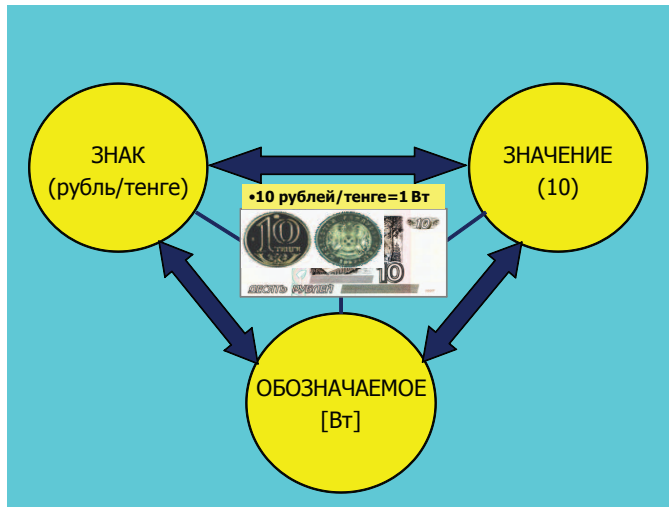 ЗНАК
(рубль/тенге)
ЗНАЧЕНИЕ
(10)
•10 рублей/тенге=1 Вт
10
ТЕНГЕ
10
10
ДЕСЯТЬ РУБЛЕЙ
ОБОЗНАЧАЕМОЕ
[Вт]